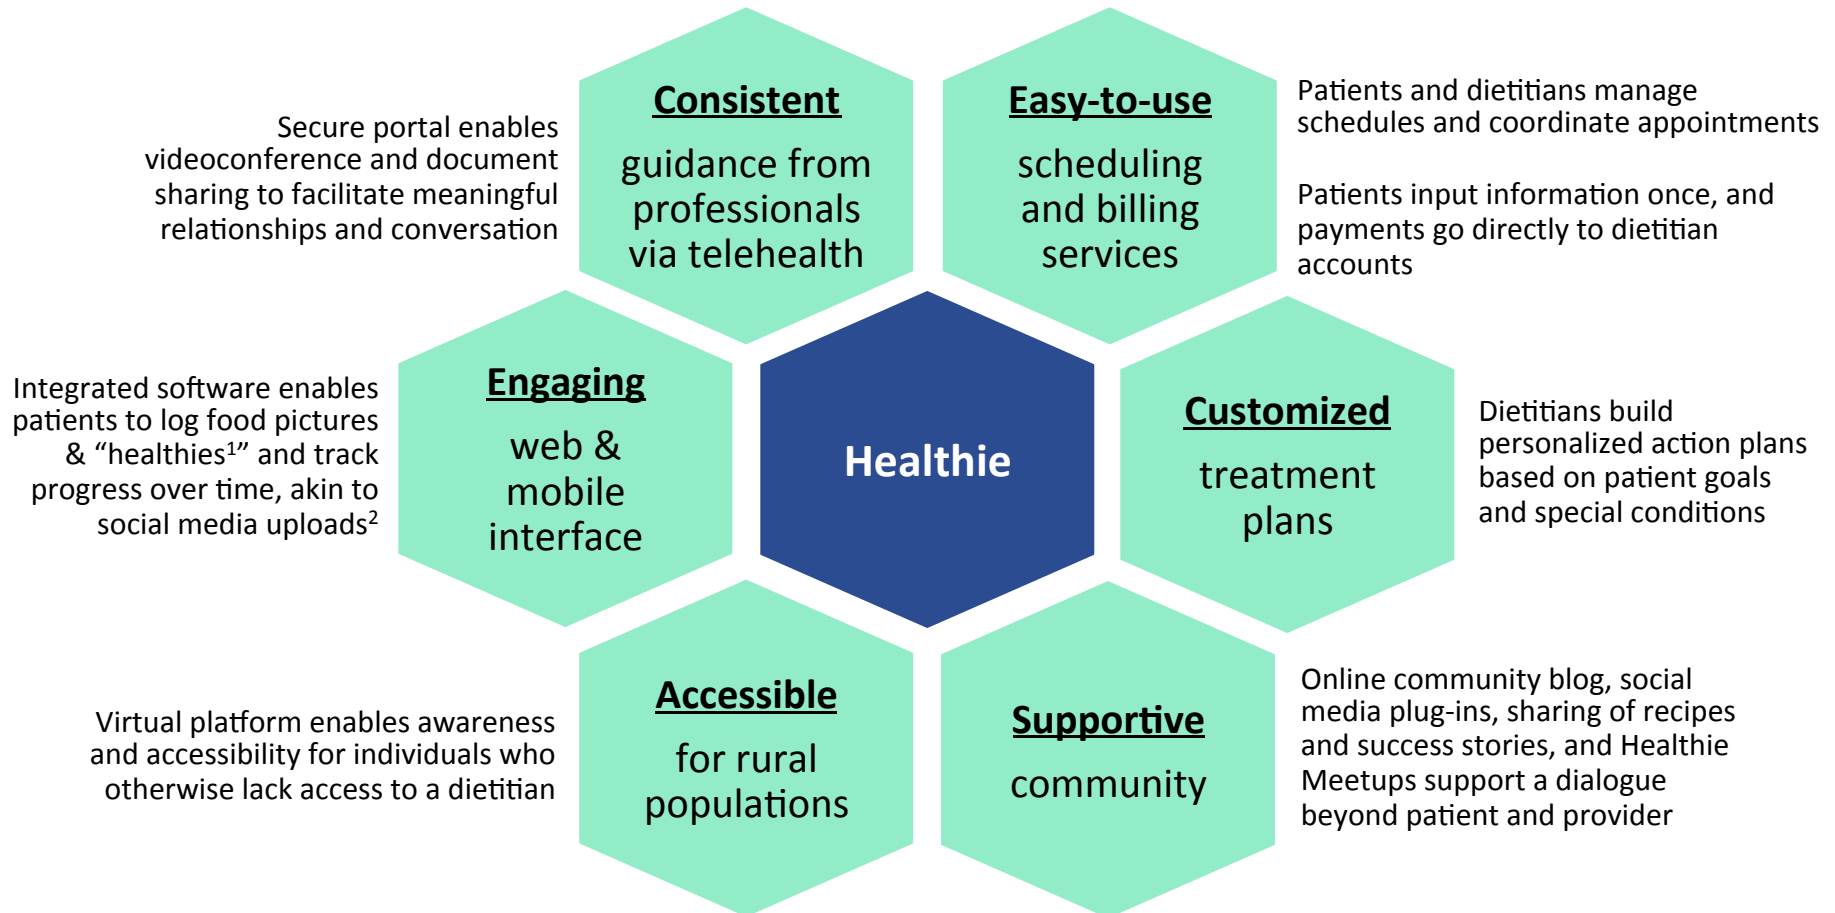 Consistent
guidance from
professionals
via telehealth
Secure portal enables
videoconference and document
sharing to facilitate meaningful
relationships and conversation
Easy-to-use
scheduling
and billing
services
Patients and dietitians manage
schedules and coordinate appointments
Patients input information once, and
payments go directly to dietitian
accounts
Engaging
web &
mobile
interface
Integrated software enables
patients to log food pictures
& “healthies¹” and track
progress over time, akin to
social media uploads²
Healthie
Customized
treatment
plans
Dietitians build
personalized action plans
based on patient goals
and special conditions
Accessible
for rural
populations
Virtual platform enables awareness
and accessibility for individuals who
otherwise lack access to a dietitian
Supportive
community
Online community blog, social
media plug-ins, sharing of recipes
and success stories, and Healthie
Meetups support a dialogue
beyond patient and provider